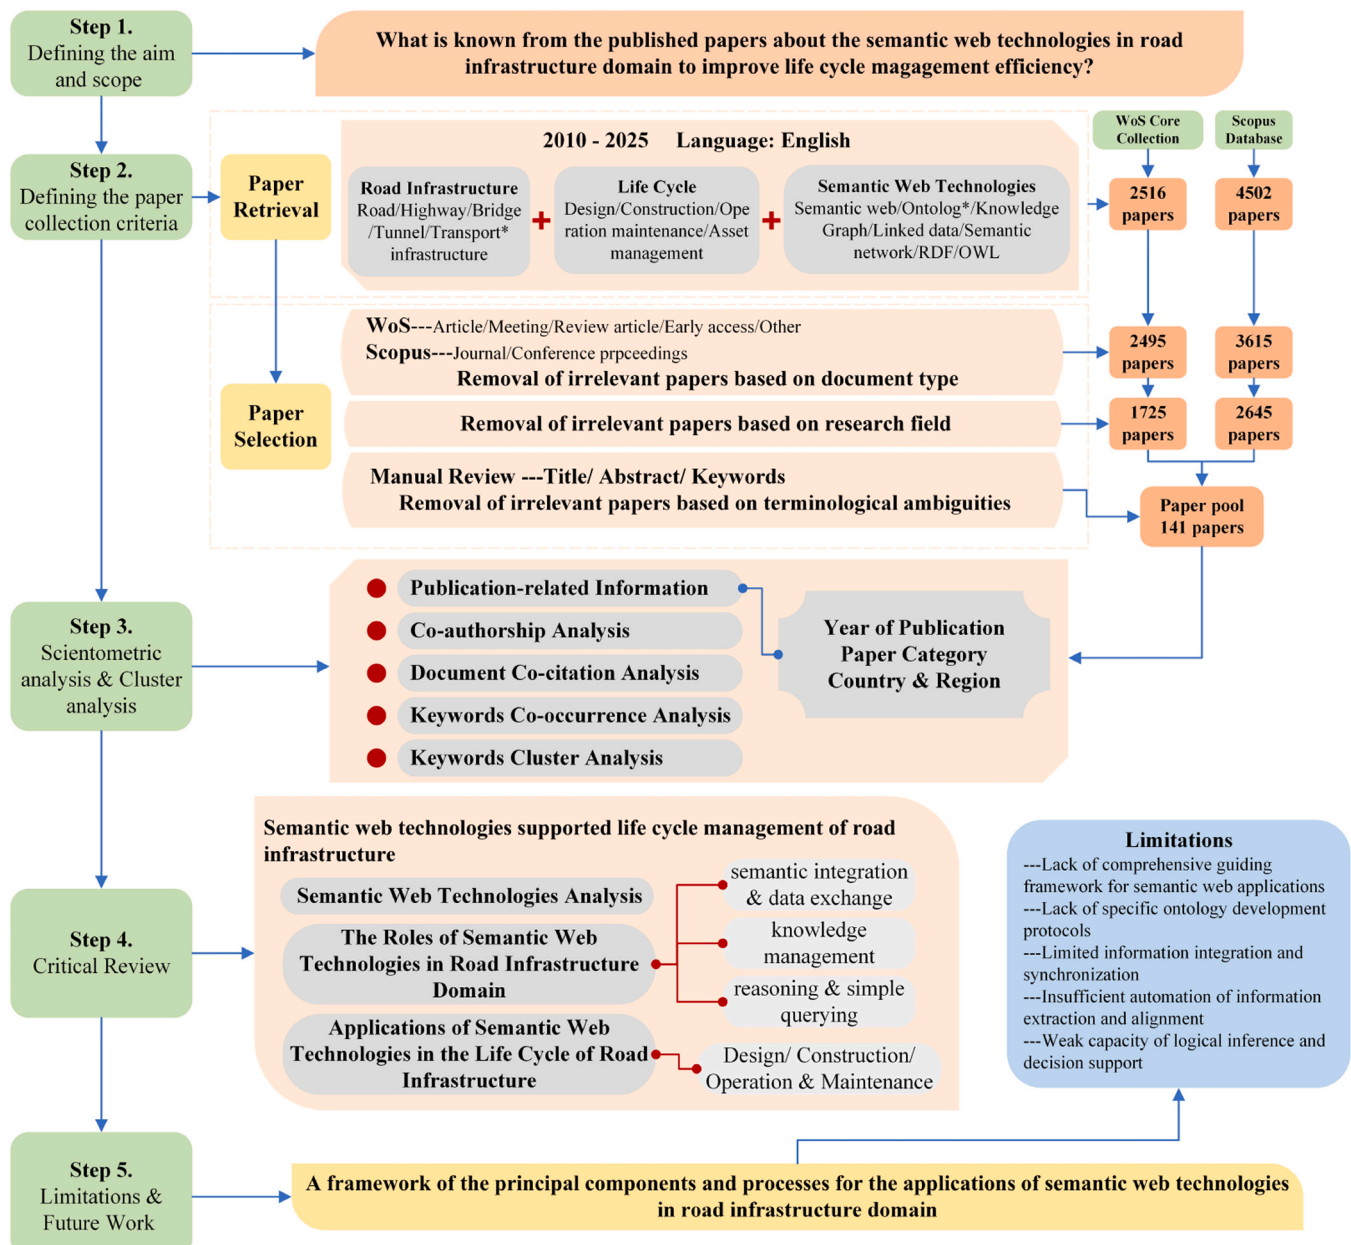 Step 1.
Defining the aim
and scope
What is known from the published papers about the semantic web technologies in road
infrastructure domain to improve life cycle magagement efficiency?
Step 2.
Defining the paper
collection criteria
Paper
Retrieval
2010 - 2025 Language: English
Road Infrastructure
Road/Highway/Bridge
/Tunnel/Transport*
infrastructure
+
Life Cycle
Design/Construction/Ope
ration maintenance/Asset
management
+
Semantic Web Technologies
Semantic web/Ontolog*/Knowledge
Graph/Linked data/Semantic
network/RDF/OWL
WoS Core
Collection
Scopus
Database
2516
papers
4502
papers
Paper
Selection
WoS---Article/Meeting/Review article/Early access/Other
Scopus---Journal/Conference prpceedings
Removal of irrelevant papers based on document type
2495
papers
3615
papers
Removal of irrelevant papers based on research field
1725
papers
2645
papers
Manual Review ---Title/ Abstract/ Keywords
Removal of irrelevant papers based on terminological ambiguities
Paper pool
141 papers
Step 3.
Scientometric
analysis & Cluster
analysis
Publication-related Information
Co-authorship Analysis
Document Co-citation Analysis
Keywords Co-occurrence Analysis
Keywords Cluster Analysis
Year of Publication
Paper Category
Country & Region
Step 4.
Critical Review
Semantic web technologies supported life cycle management of road
infrastructure
Semantic Web Technologies Analysis
The Roles of Semantic Web
Technologies in Road Infrastructure
Domain
Applications of Semantic Web
Technologies in the Life Cycle of Road
Infrastructure
semantic integration
& data exchange
knowledge
management
reasoning & simple
querying
Design/ Construction/
Operation & Maintenance
Limitations
---Lack of comprehensive guiding
framework for semantic web applications
---Lack of specific ontology development
protocols
---Limited information integration and
synchronization
---Insufficient automation of information
extraction and alignment
---Weak capacity of logical inference and
decision support
Step 5.
Limitations &
Future Work
A framework of the principal components and processes for the applications of semantic web technologies
in road infrastructure domain